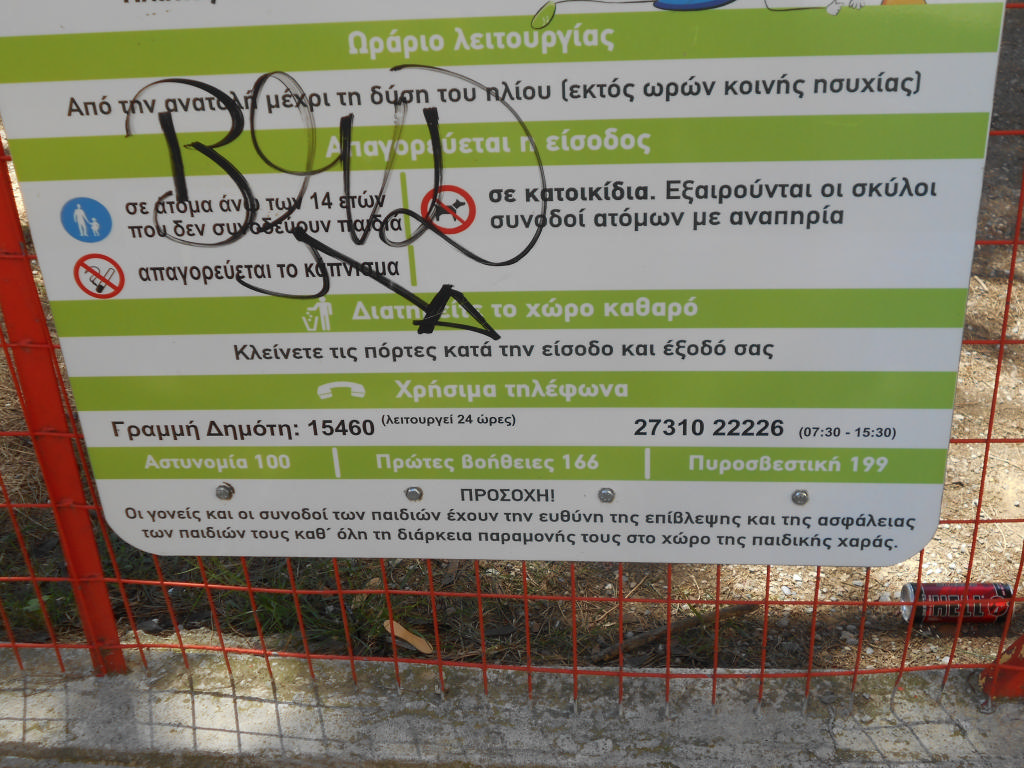 Ωράριο λειτουργίας
Από την ανατολή μέχρι τη δύση του ηλίου (εκτός ωρών κοινής ησυχίας)
Απαγορεύεται η είσοδος
σε άτομα άνω των 14 ετών
που δεν συνοδεύουν παιδιά
σε κατοικίδια. Εξαιρούνται οι σκύλοι
συνοδοί ατόμων με αναπηρία
απαγορεύεται το κάπνισμα
Διατηρείτε το χώρο καθαρό
Κλείνετε τις πόρτες κατά την είσοδο και έξοδό σας
Χρήσιμα τηλέφωνα
Γραμμή Δημότη: 15460 (λειτουργεί 24 ώρες) 27310 22226 (07:30 - 15:30)
Αστυνομία 100 Πρώτες βοήθειες 166 Πυροσβεστική 199
ΠΡΟΣΟΧΗ!
Οι γονείς και οι συνοδοί των παιδιών έχουν την ευθύνη της επίβλεψης και της ασφάλειας
των παιδιών τους καθ΄ όλη τη διάρκεια παραμονής τους στο χώρο της παιδικής χαράς.
HELL